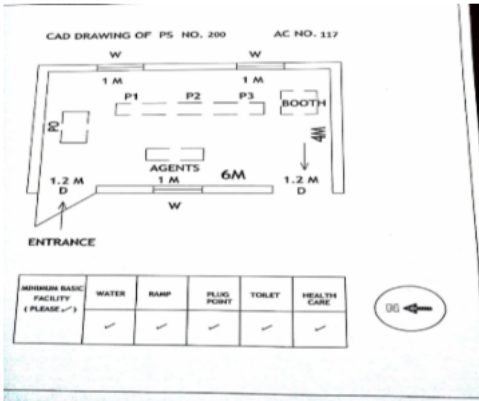 CAD DRAWING OF PS NO. 200 AC NO. 117
W W
1 M 1 M
P1 P2 P3
BOOTH
PO
4M
AGENTS
1.2 M 1 M 6M 1.2 M
D D
W
ENTRANCE
MINIMUM BASIC FACILITY (PLEASE ✓) WATER RAMP PLUG POINT TOILET HEALTH CARE
✓ ✓ ✓ ✓ ✓